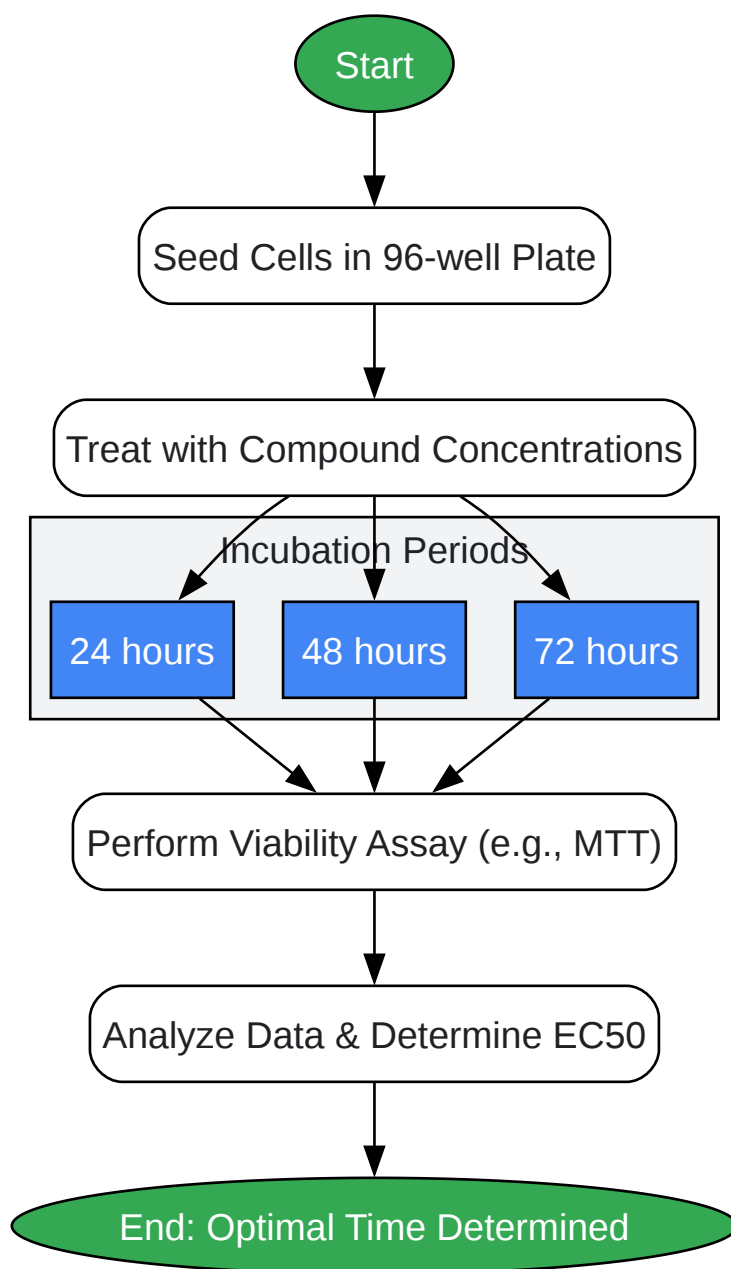 Start
Seed Cells in 96-well Plate
Treat with Compound Concentrations
Incubation Periods
24 hours
48 hours
72 hours
Perform Viability Assay (e.g., MTT)
Analyze Data & Determine EC50
End: Optimal Time Determined